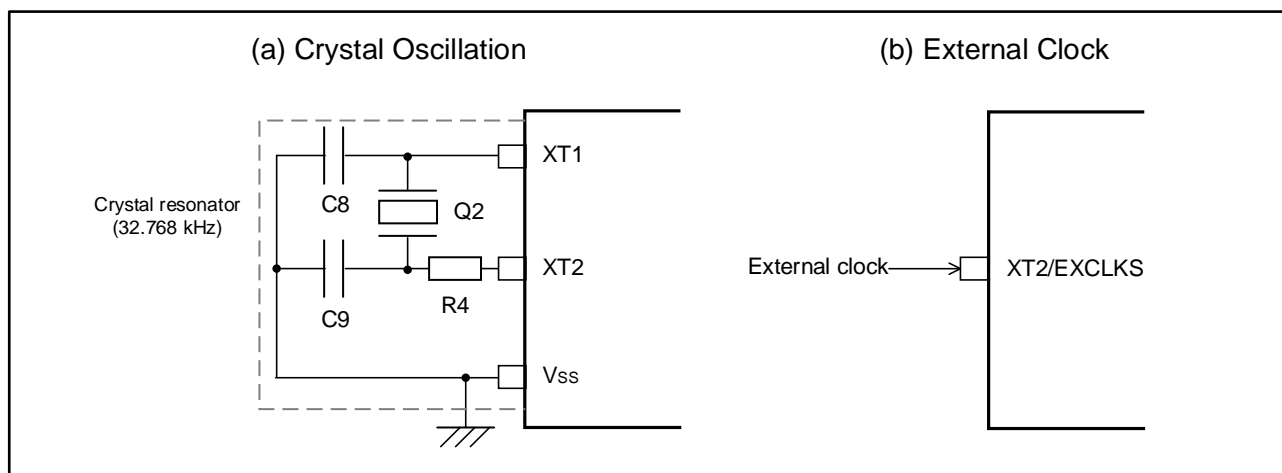 (a) Crystal Oscillation
(b) External Clock
XT1
C8
Q2
Crystal resonator
(32.768 kHz)
XT2
R4
C9
Vss
External clock
XT2/EXCLKS